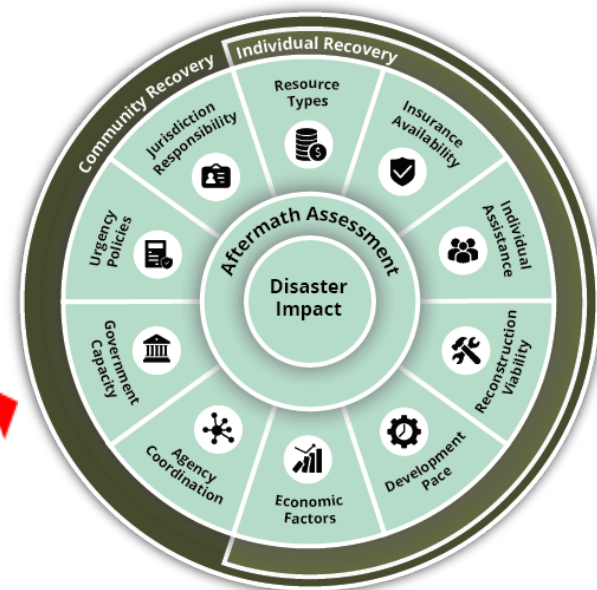 Community Recovery
Individual Recovery
Resource
Types
Insurance
Availability
Individual
Assistance
Reconstruction
Viability
Development
Pace
Economic
Factors
Agency
Coordination
Government
Capacity
Urgency
Policies
Jurisdiction
Responsibility
Aftermath Assessment
Disaster
Impact